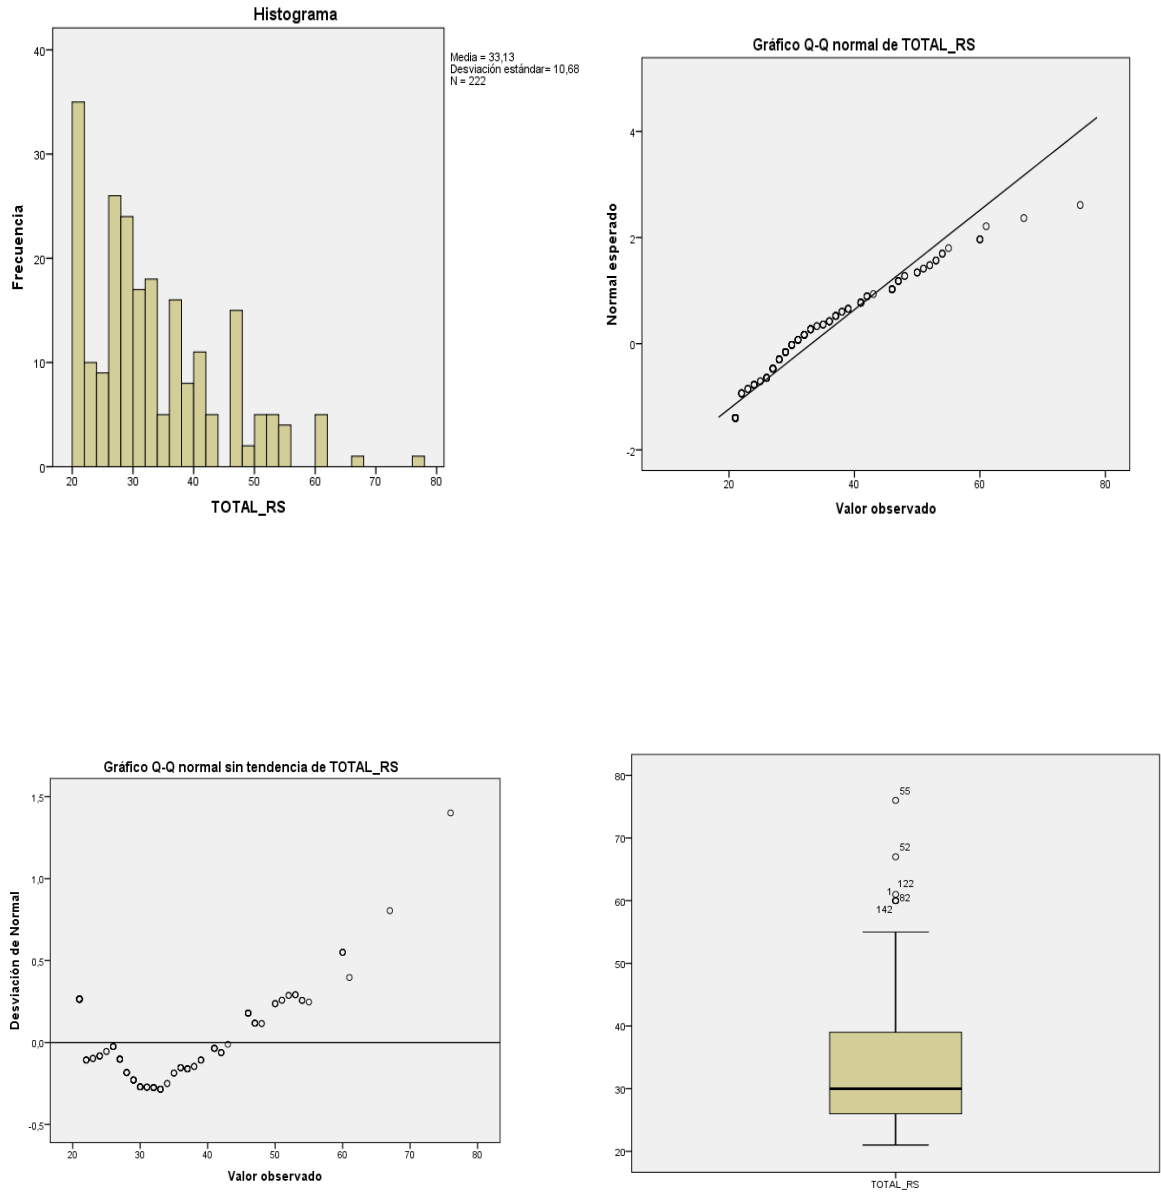 Histograma
Media = 33,13
Desviación estándar= 10,68
N = 222
40
30
20
10
0
Frecuencia
20 30 40 50 60 70 80
TOTAL_RS
Gráfico Q-Q normal de TOTAL_RS
4
2
0
-2
Normal esperado
20 40 60 80
Valor observado
Gráfico Q-Q normal sin tendencia de TOTAL_RS
1,5
1,0
0,5
0,0
-0,5
Desviación de Normal
20 30 40 50 60 70 80
Valor observado
80
70
60
50
40
30
20
55
52
122
1
82
142
TOTAL_RS